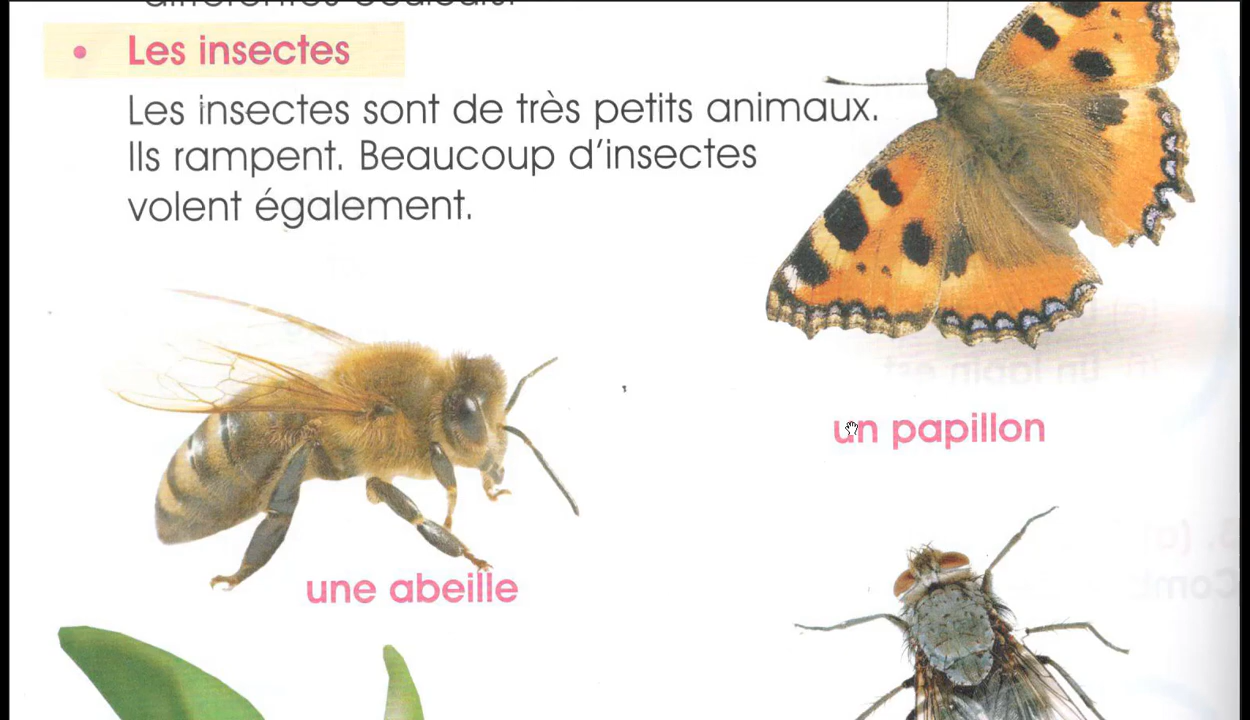 • Les insectes
Les insectes sont de très petits animaux.
Ils rampent. Beaucoup d'insectes
volent également.
un papillon
une abeille